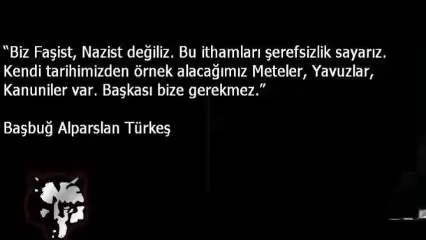 “Biz Faşist, Nazist değiliz. Bu ithamları şerefsizlik sayarız.
Kendi tarihimizden örnek alacağımız Meteler, Yavuzlar,
Kanuniler var. Başkası bize gerekmez.”
Başbuğ Alparslan Türkeş